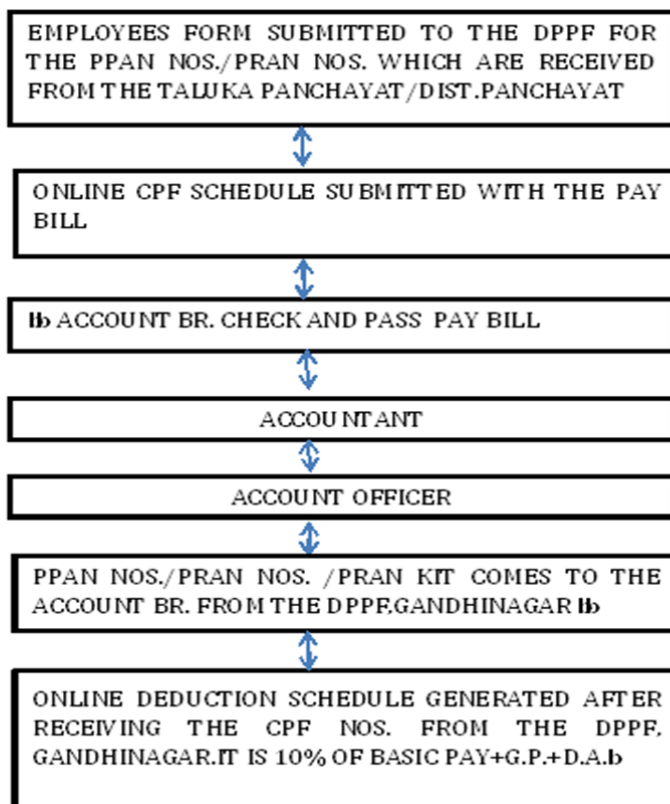 EMPLOYEES FORM SUBMITTED TO THE DPPF FOR
THE PPAN NOS./PRAN NOS. WHICH ARE RECEIVED
FROM THE TALUKA PANCHAYAT/DIST.PANCHAYAT
ONLINE CPF SCHEDULE SUBMITTED WITH THE PAY
BILL
ACCOUNT BR. CHECK AND PASS PAY BILL
ACCOUNTANT
ACCOUNT OFFICER
PPAN NOS./PRAN NOS. /PRAN KIT COMES TO THE
ACCOUNT BR. FROM THE DPPF,GANDHINAGAR
ONLINE DEDUCTION SCHEDULE GENERATED AFTER
RECEIVING THE CPF NOS. FROM THE DPPF,
GANDHINAGAR.IT IS 10% OF BASIC PAY+G.P.+D.A.b